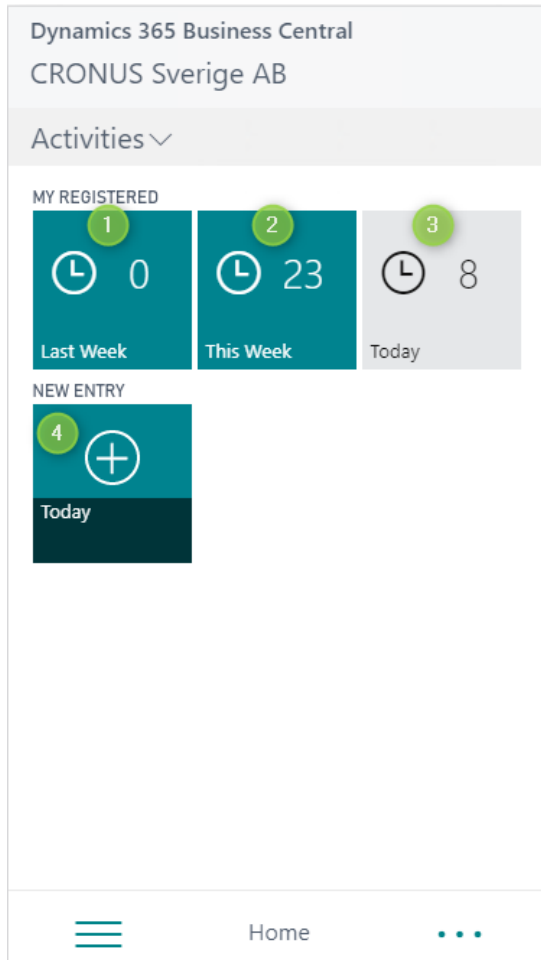 Dynamics 365 Business Central
CRONUS Sverige AB
Activities
MY REGISTERED
1 2 3
0 23 8
Last Week This Week Today
NEW ENTRY
4
Today
Home